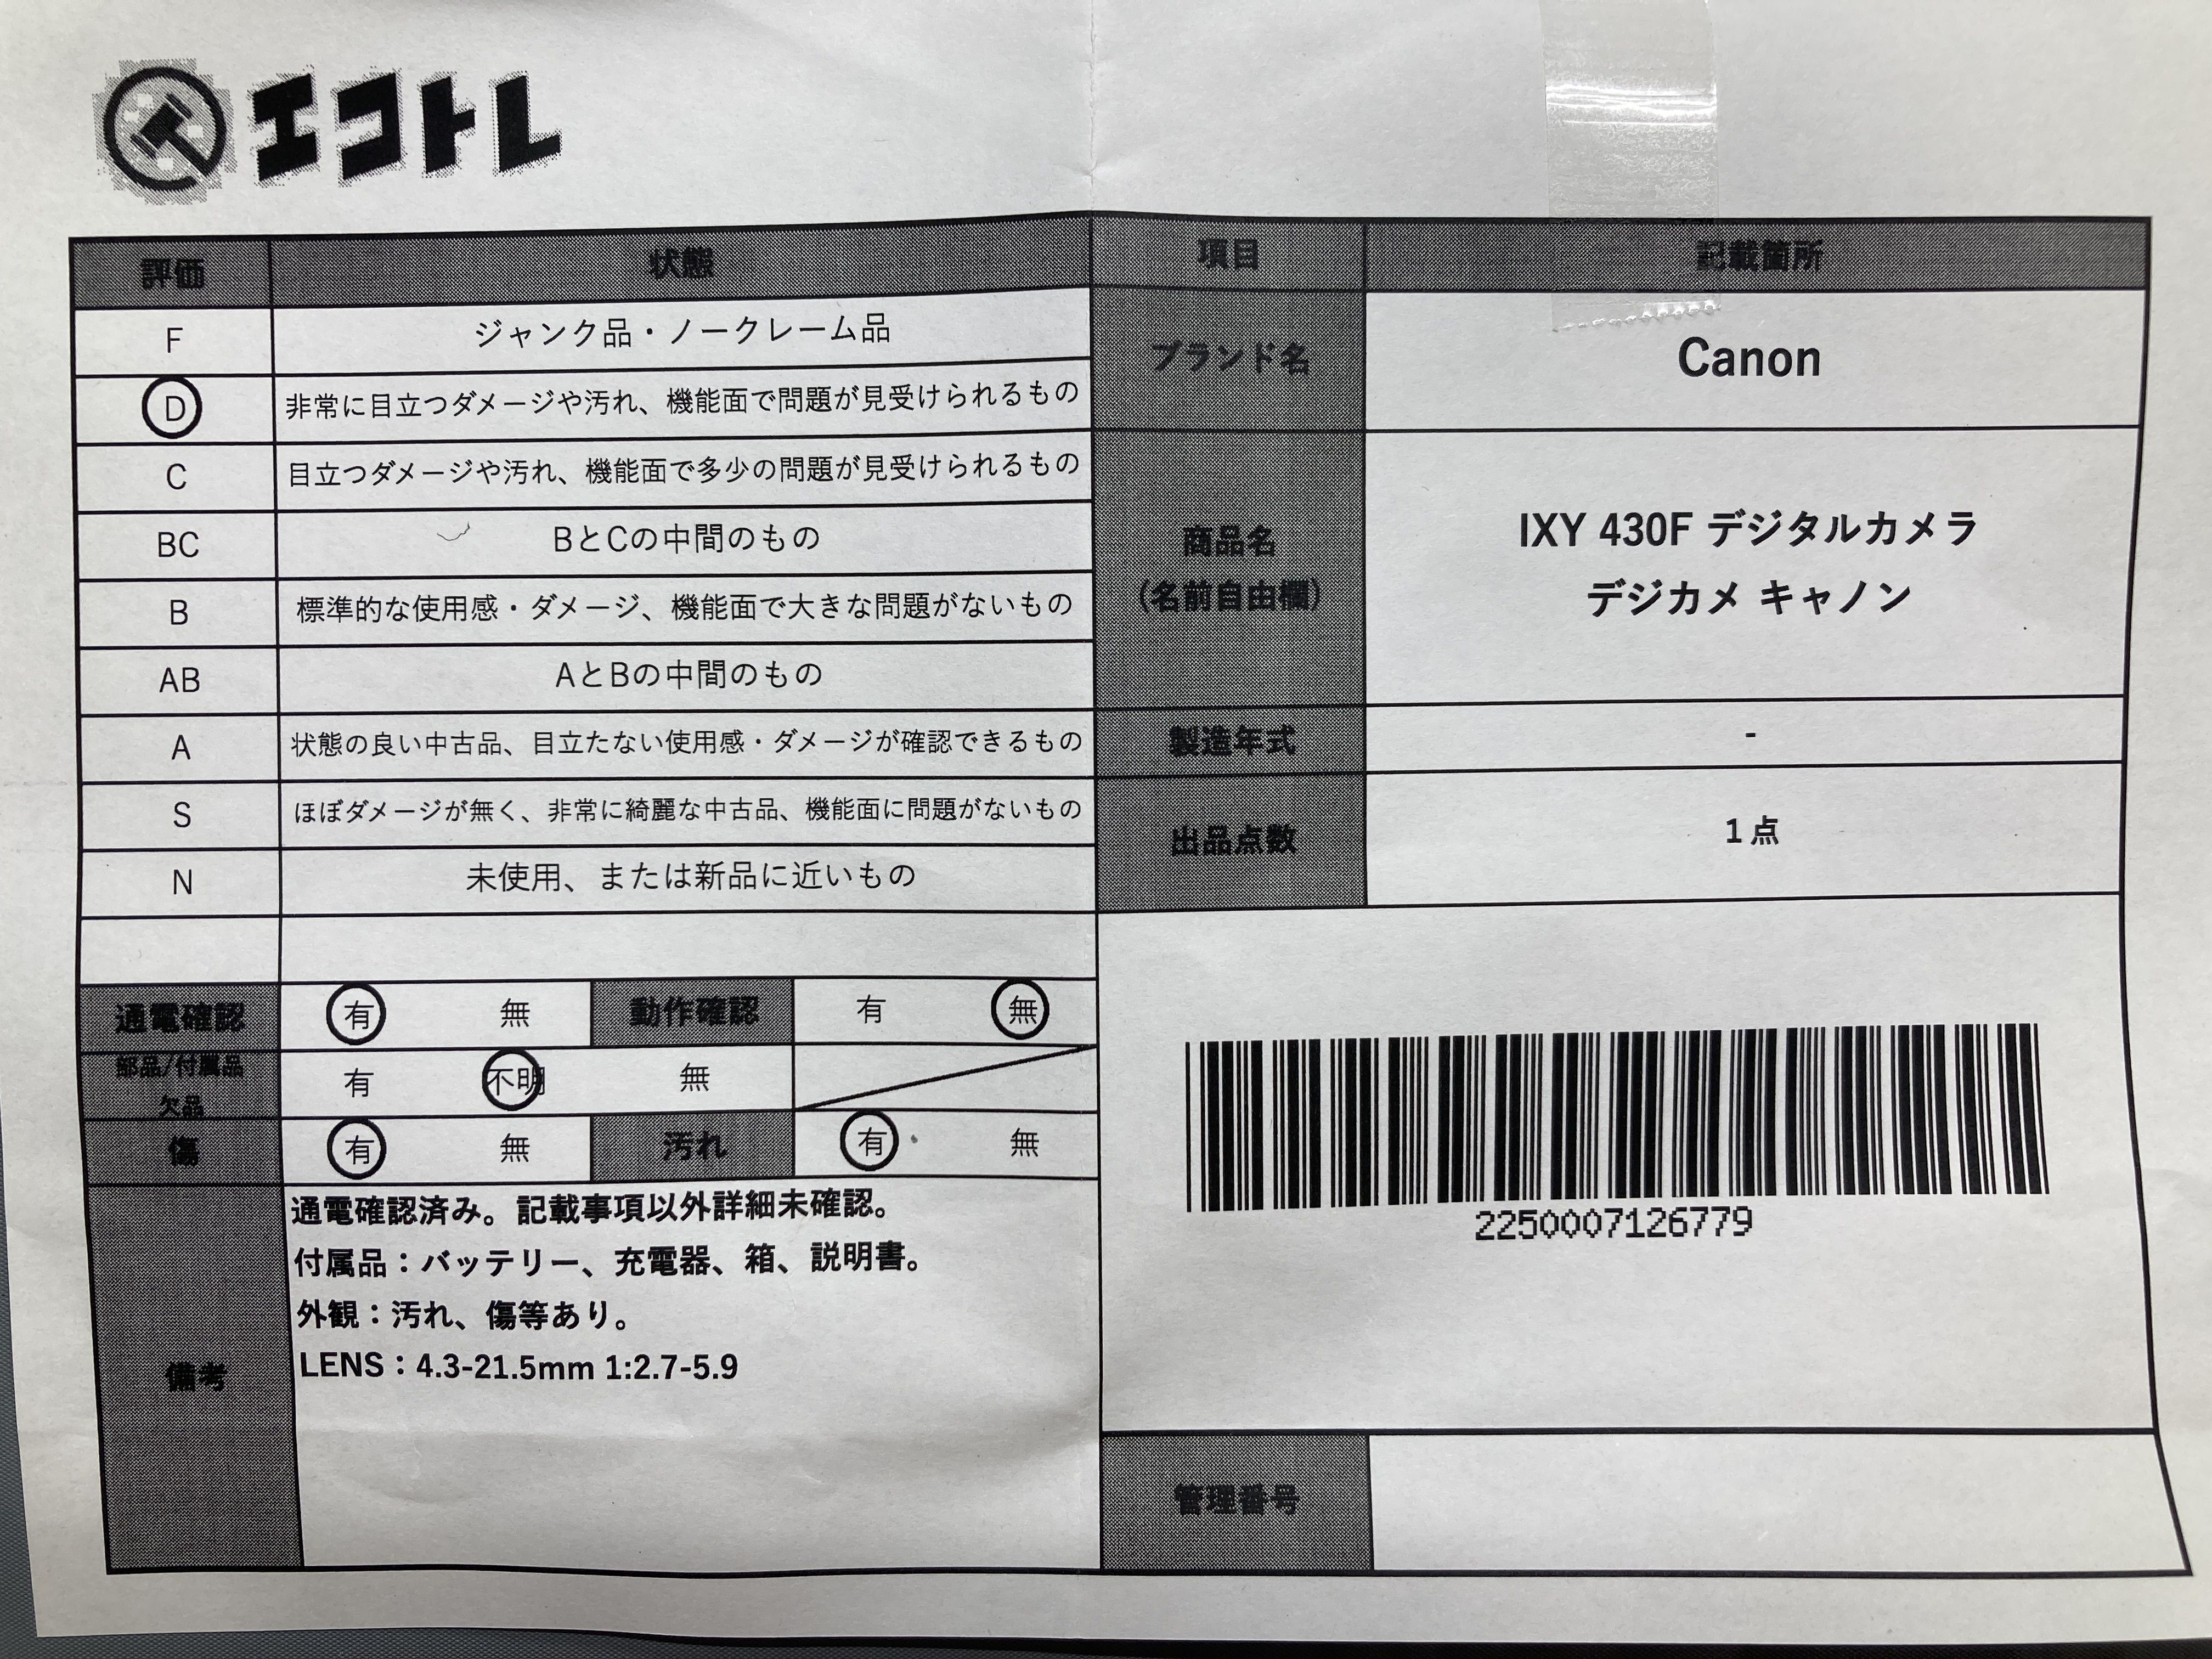 エコトレ
評価 状態
F ジャンク品・ノークレーム品
D 非常に目立つダメージや汚れ、機能面で問題が見受けられるもの
C 目立つダメージや汚れ、機能面で多少の問題が見受けられるもの
BC BとCの中間のもの
B 標準的な使用感・ダメージ、機能面で大きな問題がないもの
AB AとBの中間のもの
A 状態の良い中古品、目立たない使用感・ダメージが確認できるもの
S ほぼダメージが無く、非常に綺麗な中古品、機能面に問題がないもの
N 未使用、または新品に近いもの
通電確認 有 無 動作確認 有 無
部品/付属品
欠品
有 不明 無
傷 有 無 汚れ 有 無
備考
通電確認済み。記載事項以外詳細未確認。
付属品：バッテリー、充電器、箱、説明書。
外観：汚れ、傷等あり。
LENS：4.3-21.5mm 1:2.7-5.9
項目 記載箇所
ブランド名 Canon
商品名
(名前自由欄)
IXY 430F デジタルカメラ
デジカメ キャノン
製造年式 -
出品点数 1点
2250007126779
管理番号